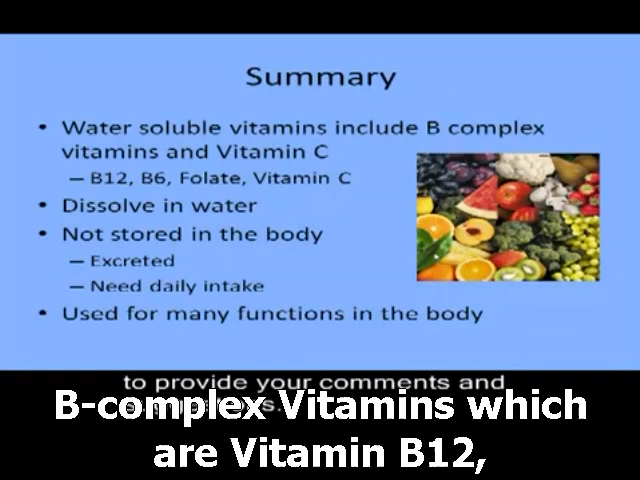 Summary
• Water soluble vitamins include B complex
vitamins and Vitamin C
– B12, B6, Folate, Vitamin C
• Dissolve in water
• Not stored in the body
– Excreted
– Need daily intake
• Used for many functions in the body
to provide your comments and
B-complex Vitamins which
are Vitamin B12,